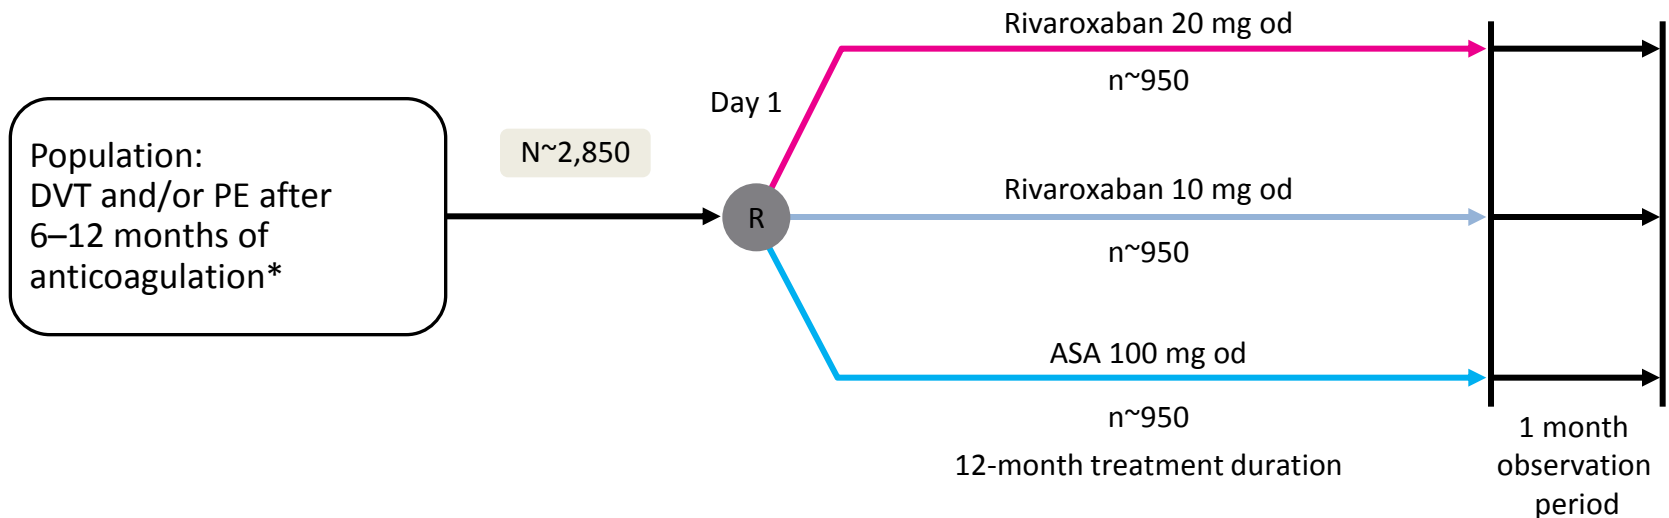 Population:
DVT and/or PE after
6–12 months of
anticoagulation*
N~2,850
Day 1
R
Rivaroxaban 20 mg od
n~950
Rivaroxaban 10 mg od
n~950
ASA 100 mg od
n~950
12-month treatment duration
1 month
observation
period